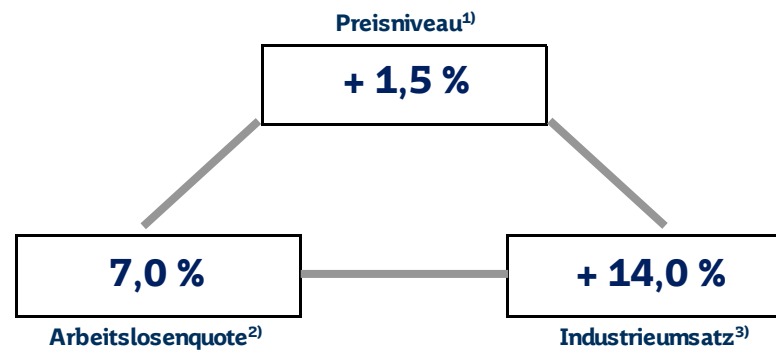 Preisniveau1)
+ 1,5 %
7,0 %
+ 14,0 %
Arbeitslosenquote2)
Industrieumsatz3)